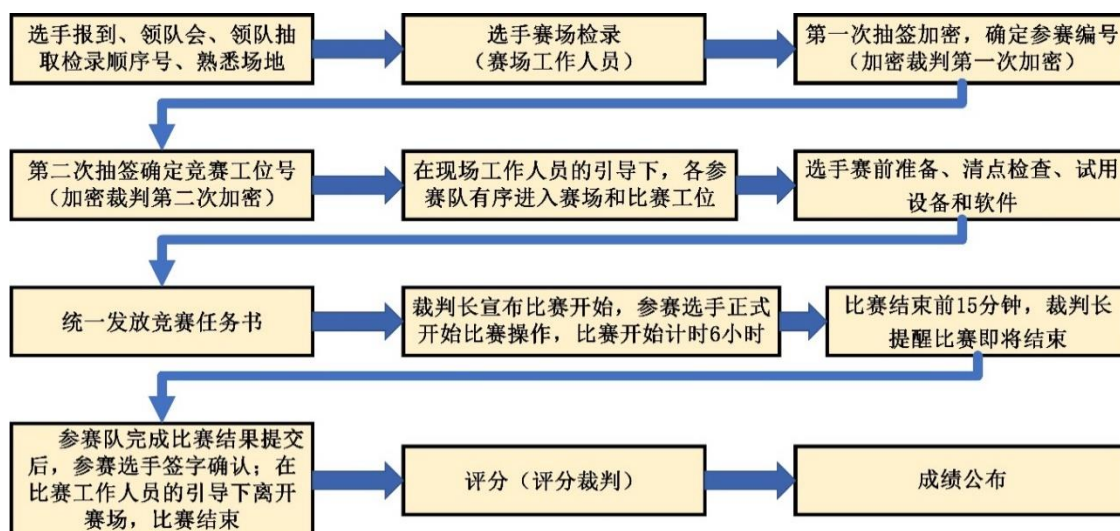 选手报到、领队会、领队抽
取检录顺序号、熟悉场地
选手赛场检录
（赛场工作人员）
第一次抽签加密，确定参赛编号
（加密裁判第一次加密）
第二次抽签确定竞赛工位号
（加密裁判第二次加密）
在现场工作人员的引导下，各参
赛队有序进入赛场和比赛工位
选手赛前准备、清点检查、试用
设备和软件
统一发放竞赛任务书
裁判长宣布比赛开始，参赛选手正式
开始比赛操作，比赛开始计时6小时
比赛结束前15分钟，裁判长
提醒比赛即将结束
参赛队完成比赛结果提交
后，参赛选手签字确认；在
比赛工作人员的引导下离开
赛场，比赛结束
评分（评分裁判）
成绩公布